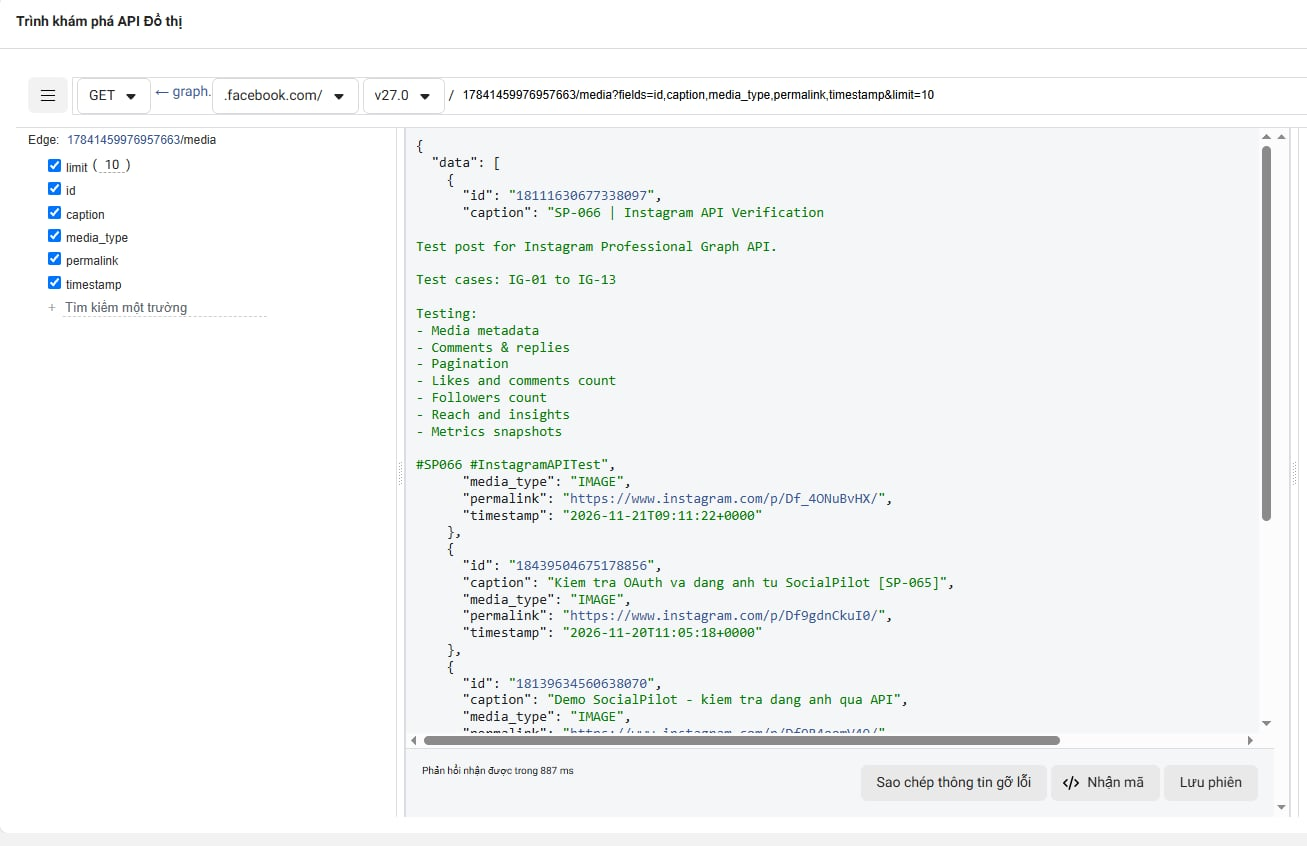 Trình khám phá API Đồ thị
GET
← graph.
.facebook.com/
v27.0
/ 17841459976957663/media?fields=id,caption,media_type,permalink,timestamp&limit=10
Edge: 17841459976957663/media
limit ( 10 )
id
caption
media_type
permalink
timestamp
+ Tìm kiếm một trường
{
"data": [
{
"id": "18111630677338097",
"caption": "SP-066 | Instagram API Verification
Test post for Instagram Professional Graph API.
Test cases: IG-01 to IG-13
Testing:
- Media metadata
- Comments & replies
- Pagination
- Likes and comments count
- Followers count
- Reach and insights
- Metrics snapshots
#SP066 #InstagramAPITest",
"media_type": "IMAGE",
"permalink": "https://www.instagram.com/p/Df_4ONuBvHX/",
"timestamp": "2026-11-21T09:11:22+0000"
},
{
"id": "18439504675178856",
"caption": "Kiem tra OAuth va dang anh tu SocialPilot [SP-065]",
"media_type": "IMAGE",
"permalink": "https://www.instagram.com/p/Df9gdnCkuI0/",
"timestamp": "2026-11-20T11:05:18+0000"
},
{
"id": "18139634560638070",
"caption": "Demo SocialPilot - kiem tra dang anh qua API",
"media_type": "IMAGE",
"permalink":
Phản hồi nhận được trong 887 ms
Sao chép thông tin gỡ lỗi
</> Nhận mã
Lưu phiên